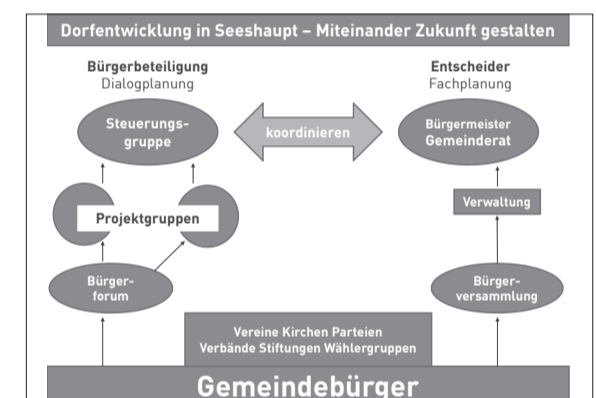 Dorfentwicklung in Seeshaupt – Miteinander Zukunft gestalten
Bürgerbeteiligung
Dialogplanung
Entscheider
Fachplanung
Steuerungs-
gruppe
koordinieren
Bürgermeister
Gemeinderat
Projektgruppen
Verwaltung
Bürger-
forum
Bürger-
versammlung
Vereine Kirchen Parteien
Verbände Stiftungen Wählergruppen
Gemeindebürger